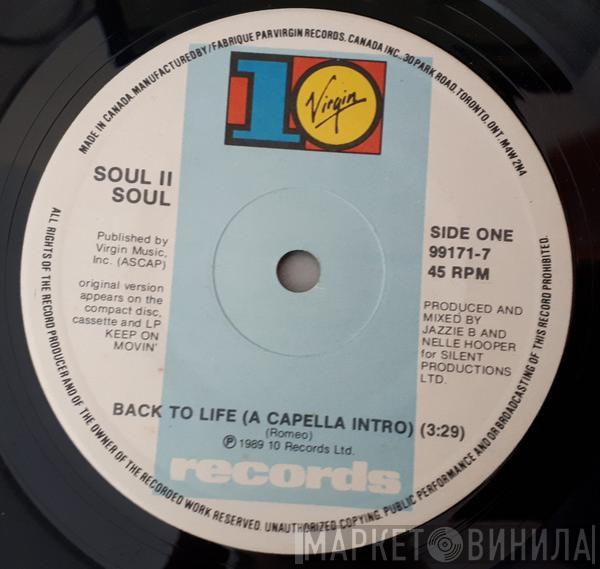 MADE IN CANADA. MANUFACTURED BY/FABRIQUE PAR VIRGIN RECORDS. CANADA INC., 30 PARK ROAD, TORONTO, ONT. M4W 2N4
10
Virgin
SOUL II
SOUL
Published by
Virgin Music,
Inc. (ASCAP)
original version
appears on the
compact disc,
cassette and LP
KEEP ON
MOVIN'
SIDE ONE
99171-7
45 RPM
PRODUCED AND
MIXED BY
JAZZIE B AND
NELLE HOOPER
for SILENT
PRODUCTIONS
LTD.
BACK TO LIFE (A CAPELLA INTRO) (3:29)
(Romeo)
℗ 1989 10 Records Ltd.
records
ALL RIGHTS OF THE RECORD PRODUCER AND OF THE OWNER OF THE RECORDED WORK RESERVED. UNAUTHORIZED COPYING, PUBLIC PERFORMANCE AND/OR BROADCASTING OF THIS RECORD PROHIBITED.
МАРКЕТ ВИНИЛА